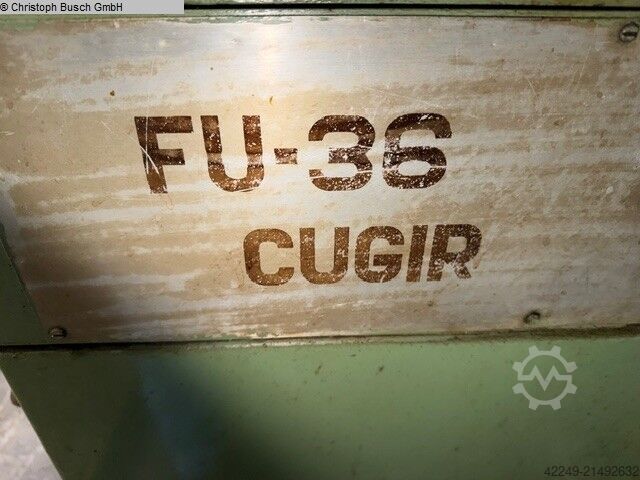 © Christoph Busch GmbH
FU-36
CUGIR
42249-21492632